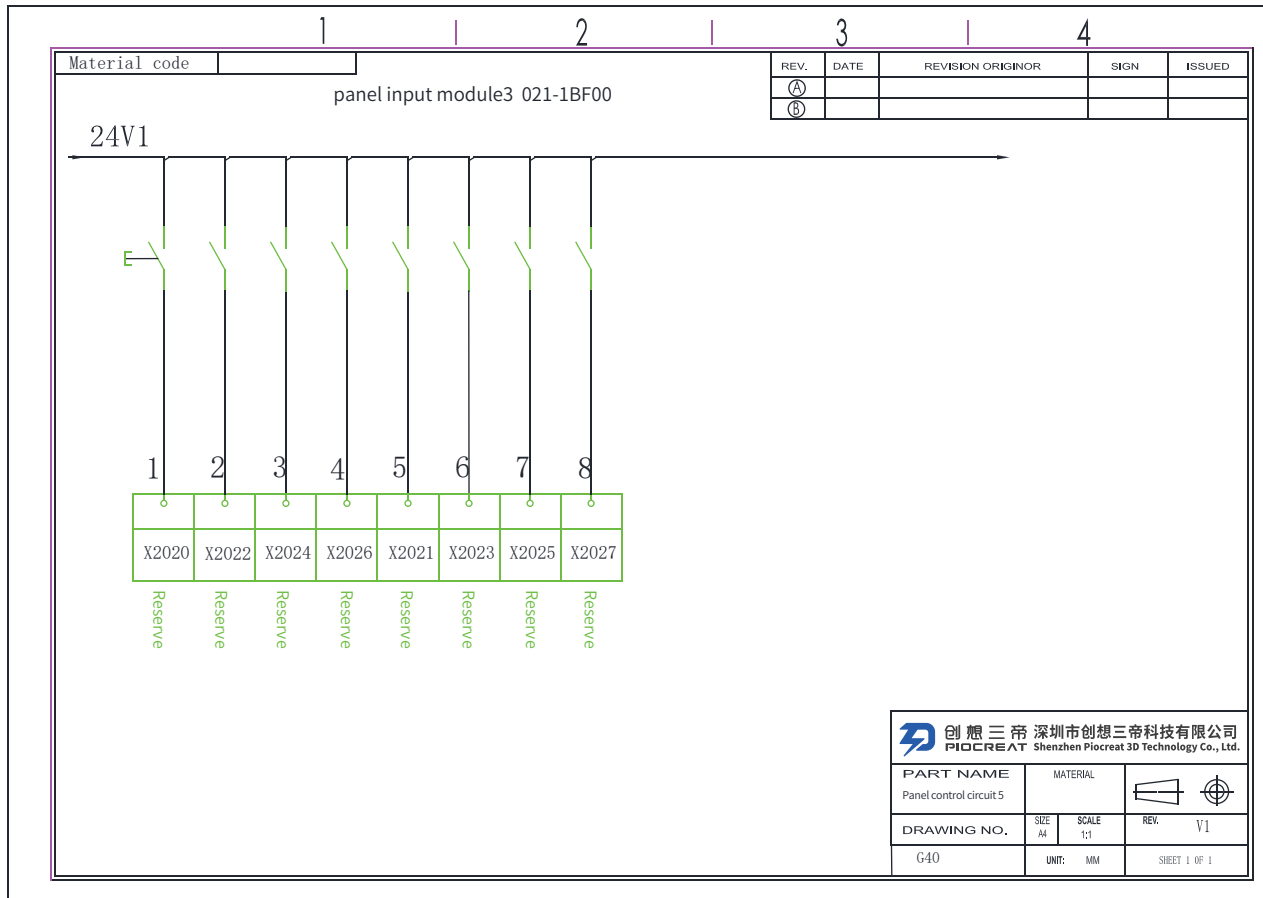 1 2 3 4
Material code
REV. DATE REVISION ORIGINOR SIGN ISSUED
A
B
panel input module3 021-1BF00
24V1
1 2 3 4 5 6 7 8
X2020 X2022 X2024 X2026 X2021 X2023 X2025 X2027
Reserve Reserve Reserve Reserve Reserve Reserve Reserve Reserve
创想三帝 深圳市创想三帝科技有限公司
PIOCREAT Shenzhen Piocreat 3D Technology Co., Ltd.
PART NAME MATERIAL
Panel control circuit 5
DRAWING NO. SIZE SCALE REV. V1
A4 1:1
G40 UNIT: MM SHEET 1 OF 1